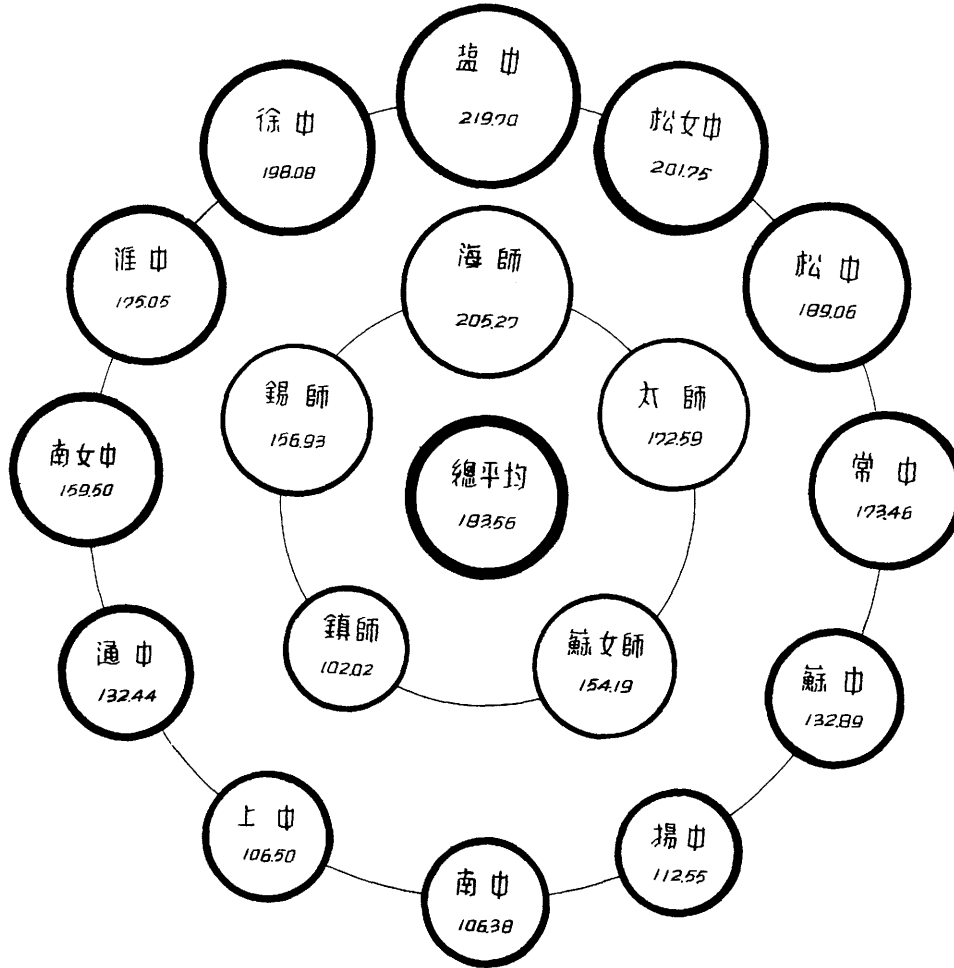 塩中
219.70
松女中
201.75
松中
189.06
常中
173.46
蘇中
132.89
揚中
112.55
南中
106.38
上中
106.50
通中
132.44
南女中
159.50
淮中
175.05
徐中
198.08
海師
205.27
太師
172.59
蘇女師
154.19
鎮師
102.02
錫師
156.93
總平均
183.56